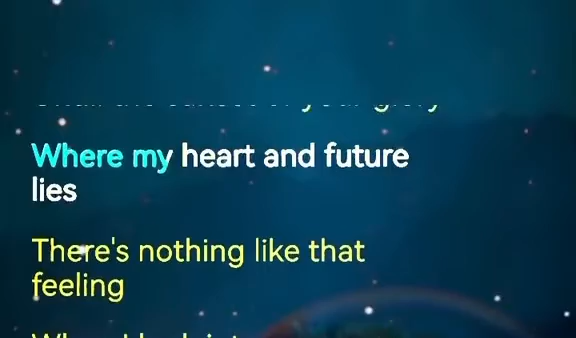 Where my heart and future
lies
There's nothing like that
feeling